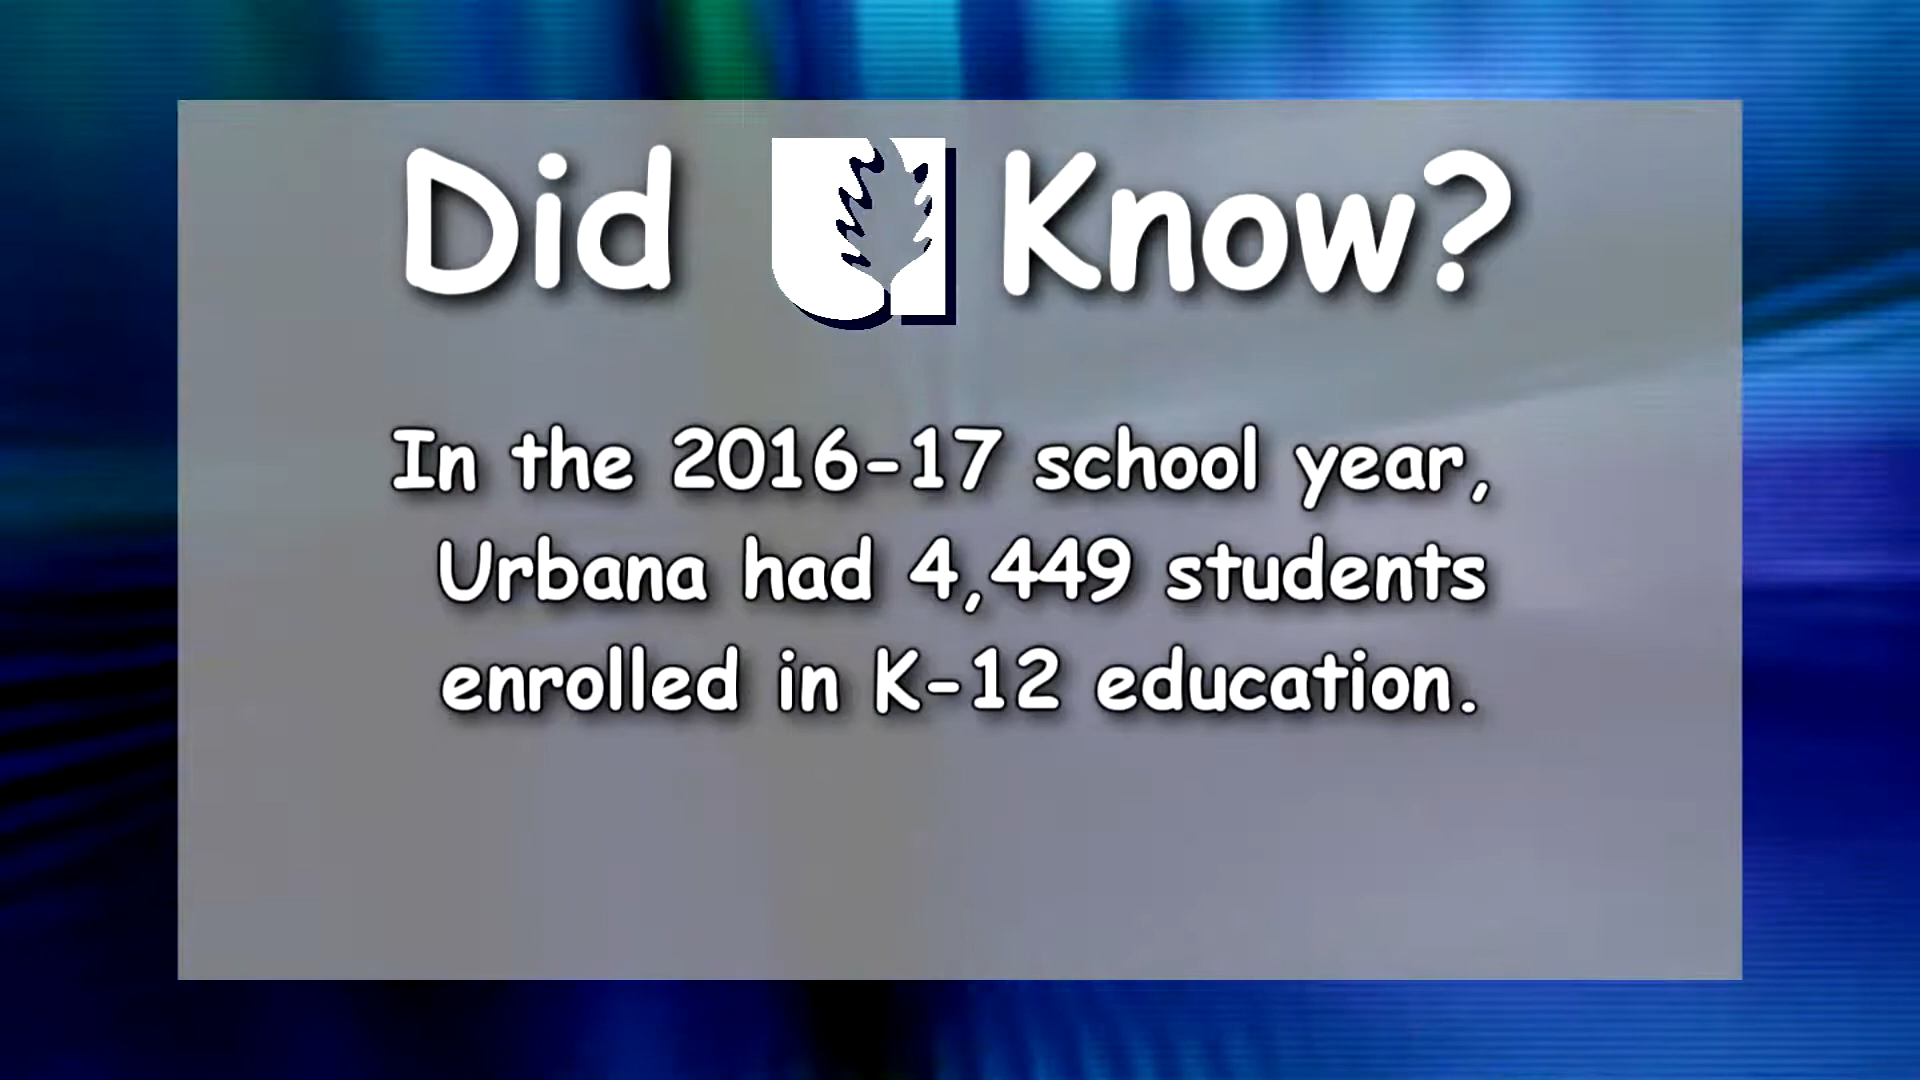 Did U Know?
In the 2016-17 school year,
Urbana had 4,449 students
enrolled in K-12 education.